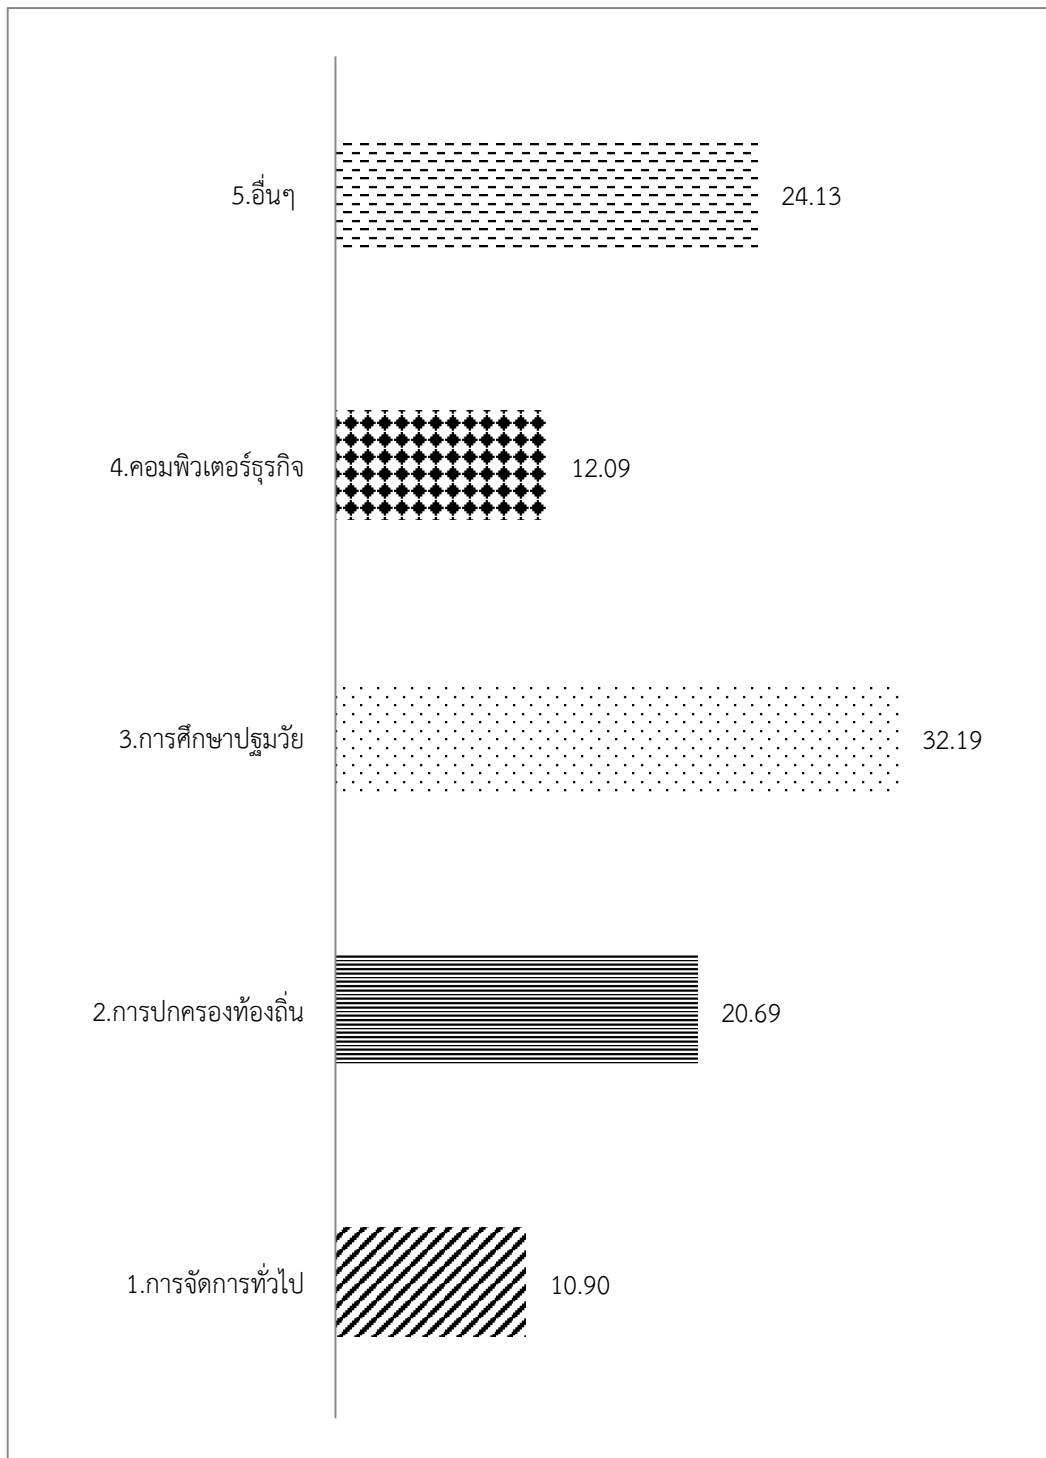 5.อื่นๆ 24.13
4.คอมพิวเตอร์ธุรกิจ 12.09
3.การศึกษาปฐมวัย 32.19
2.การปกครองท้องถิ่น 20.69
1.การจัดการทั่วไป 10.90